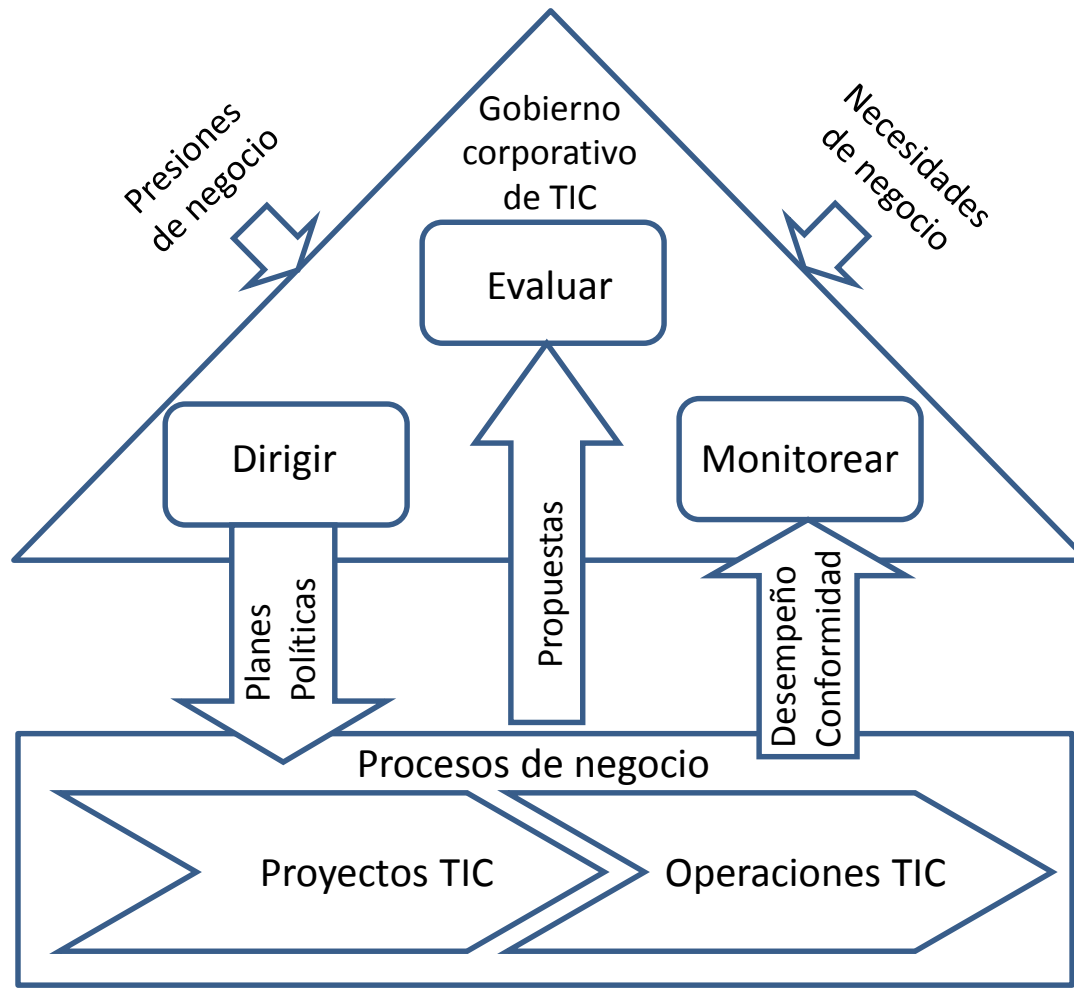 Gobierno
corporativo
de TIC
Presiones
de negocio
Necesidades
de negocio
Evaluar
Dirigir
Monitorear
Planes
Políticas
Propuestas
Desempeño
Conformidad
Procesos de negocio
Proyectos TIC
Operaciones TIC